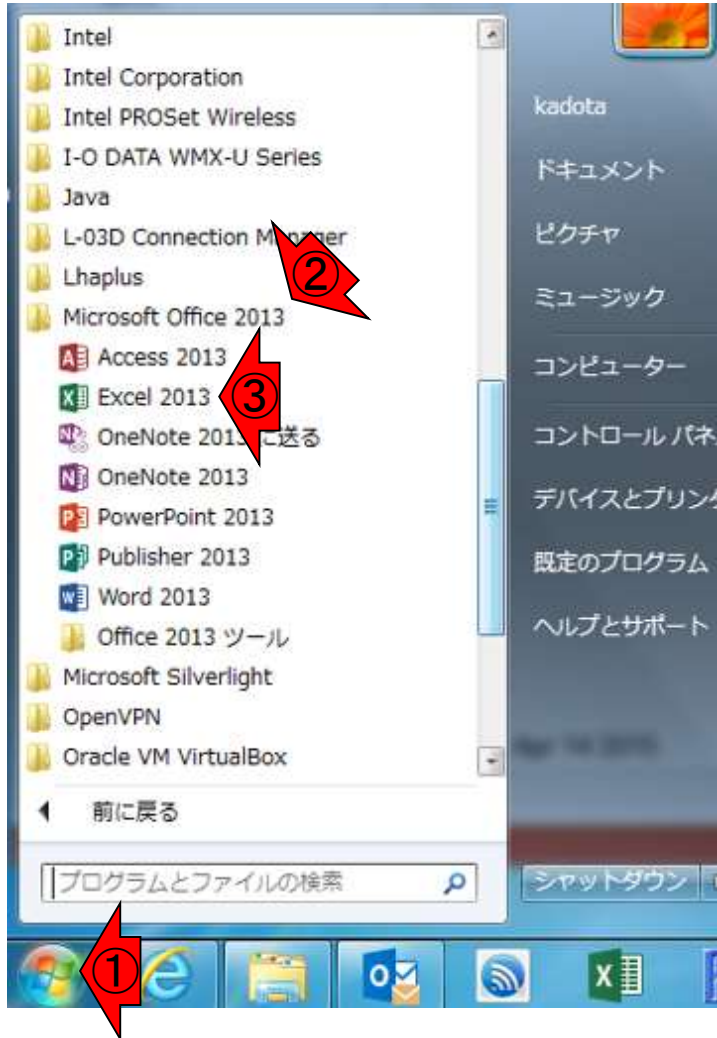 Intel
Intel Corporation
Intel PROSet Wireless
I-O DATA WMX-U Series
Java
L-03D Connection Manager
②
Lhaplus
Microsoft Office 2013
Access 2013
Excel 2013
③
OneNote 2013 に送る
OneNote 2013
PowerPoint 2013
Publisher 2013
Word 2013
Office 2013 ツール
Microsoft Silverlight
OpenVPN
Oracle VM VirtualBox
前に戻る
プログラムとファイルの検索
kadota
ドキュメント
ピクチャ
ミュージック
コンピューター
コントロール パネ
デバイスとプリンタ
既定のプログラム
ヘルプとサポート
シャットダウン
①